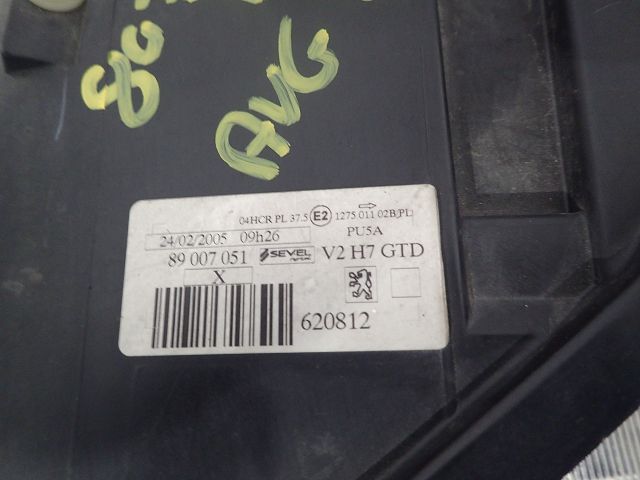 AVG
04HCR PL 37.5 E2 1275 011 02B/PL
24/02/2005 09h26 PU5A
89 007 051 SEVEL V2 H7 GTD
X
620812